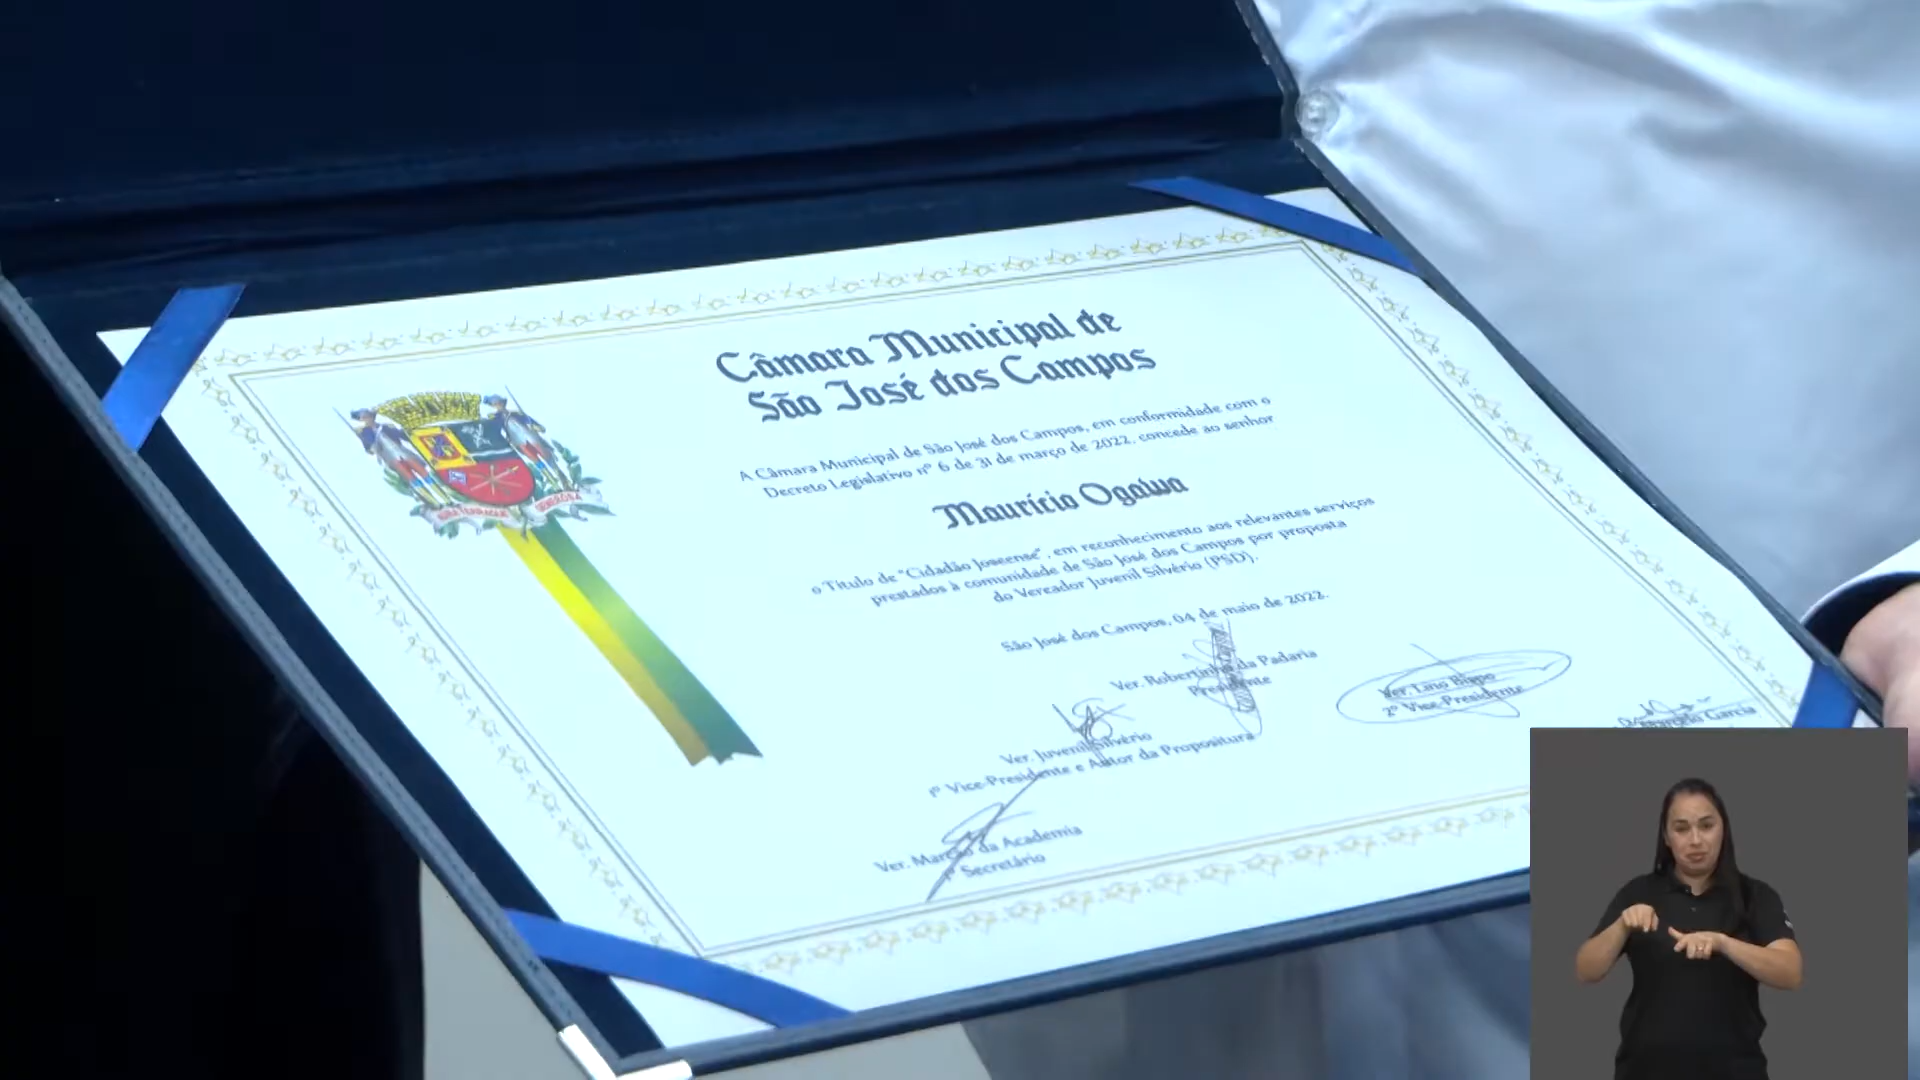 Câmara Municipal de
São José dos Campos
A Câmara Municipal de São José dos Campos, em conformidade com o
Decreto Legislativo nº 6 de 31 de março de 2022, concede ao senhor
Maurício Ogawa
o Título de "Cidadão Joseense", em reconhecimento aos relevantes serviços
prestados à comunidade de São José dos Campos por proposta
do Vereador Juvenil Silvério (PSD).
São José dos Campos, 04 de maio de 2022.
Ver. Robertinho da Padaria
Presidente
Ver. Lino Bispo
2º Vice-Presidente
Garcia
Ver. Juvenil Silvério
1º Vice-Presidente e Autor da Propositura
Ver. Marcão da Academia
1º Secretário